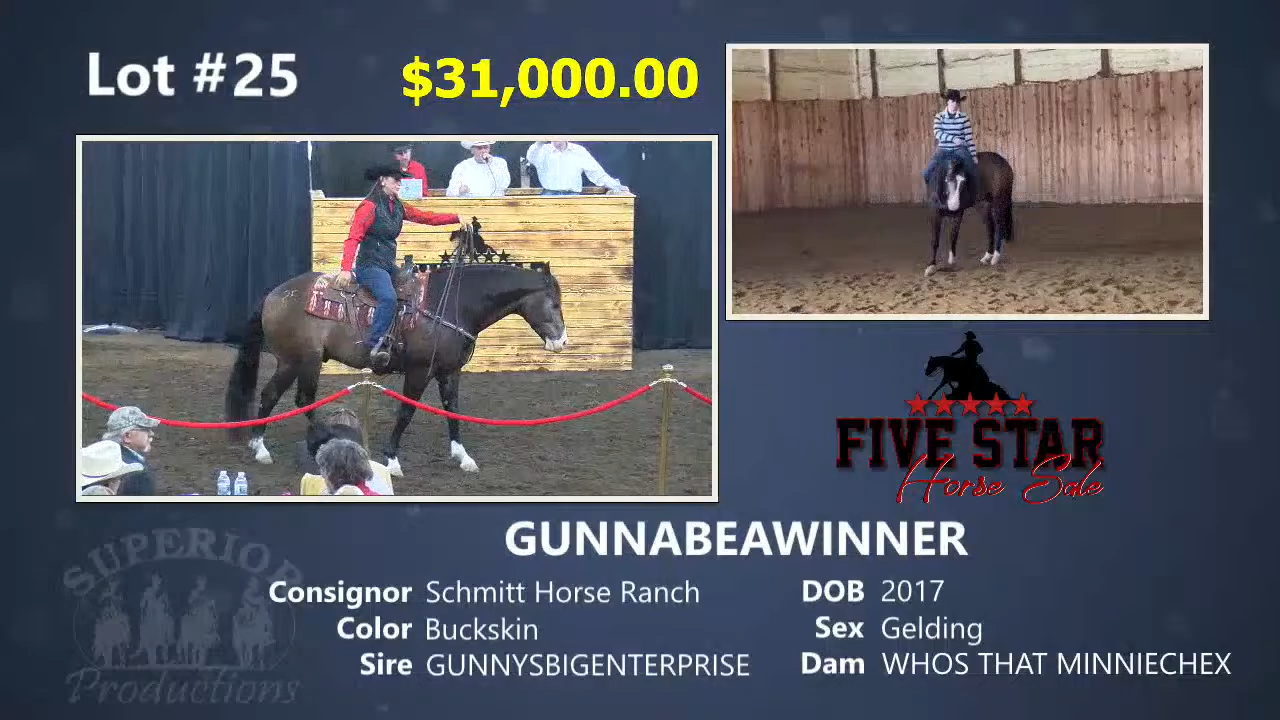 Lot #25
$31,000.00
FIVE STAR
Horse Sale
GUNNABEAWINNER
Consignor Schmitt Horse Ranch
DOB 2017
Color Buckskin
Sex Gelding
Sire GUNNYSBIGENTERPRISE
Dam WHOS THAT MINNIECHEX
SUPERIOR
Productions